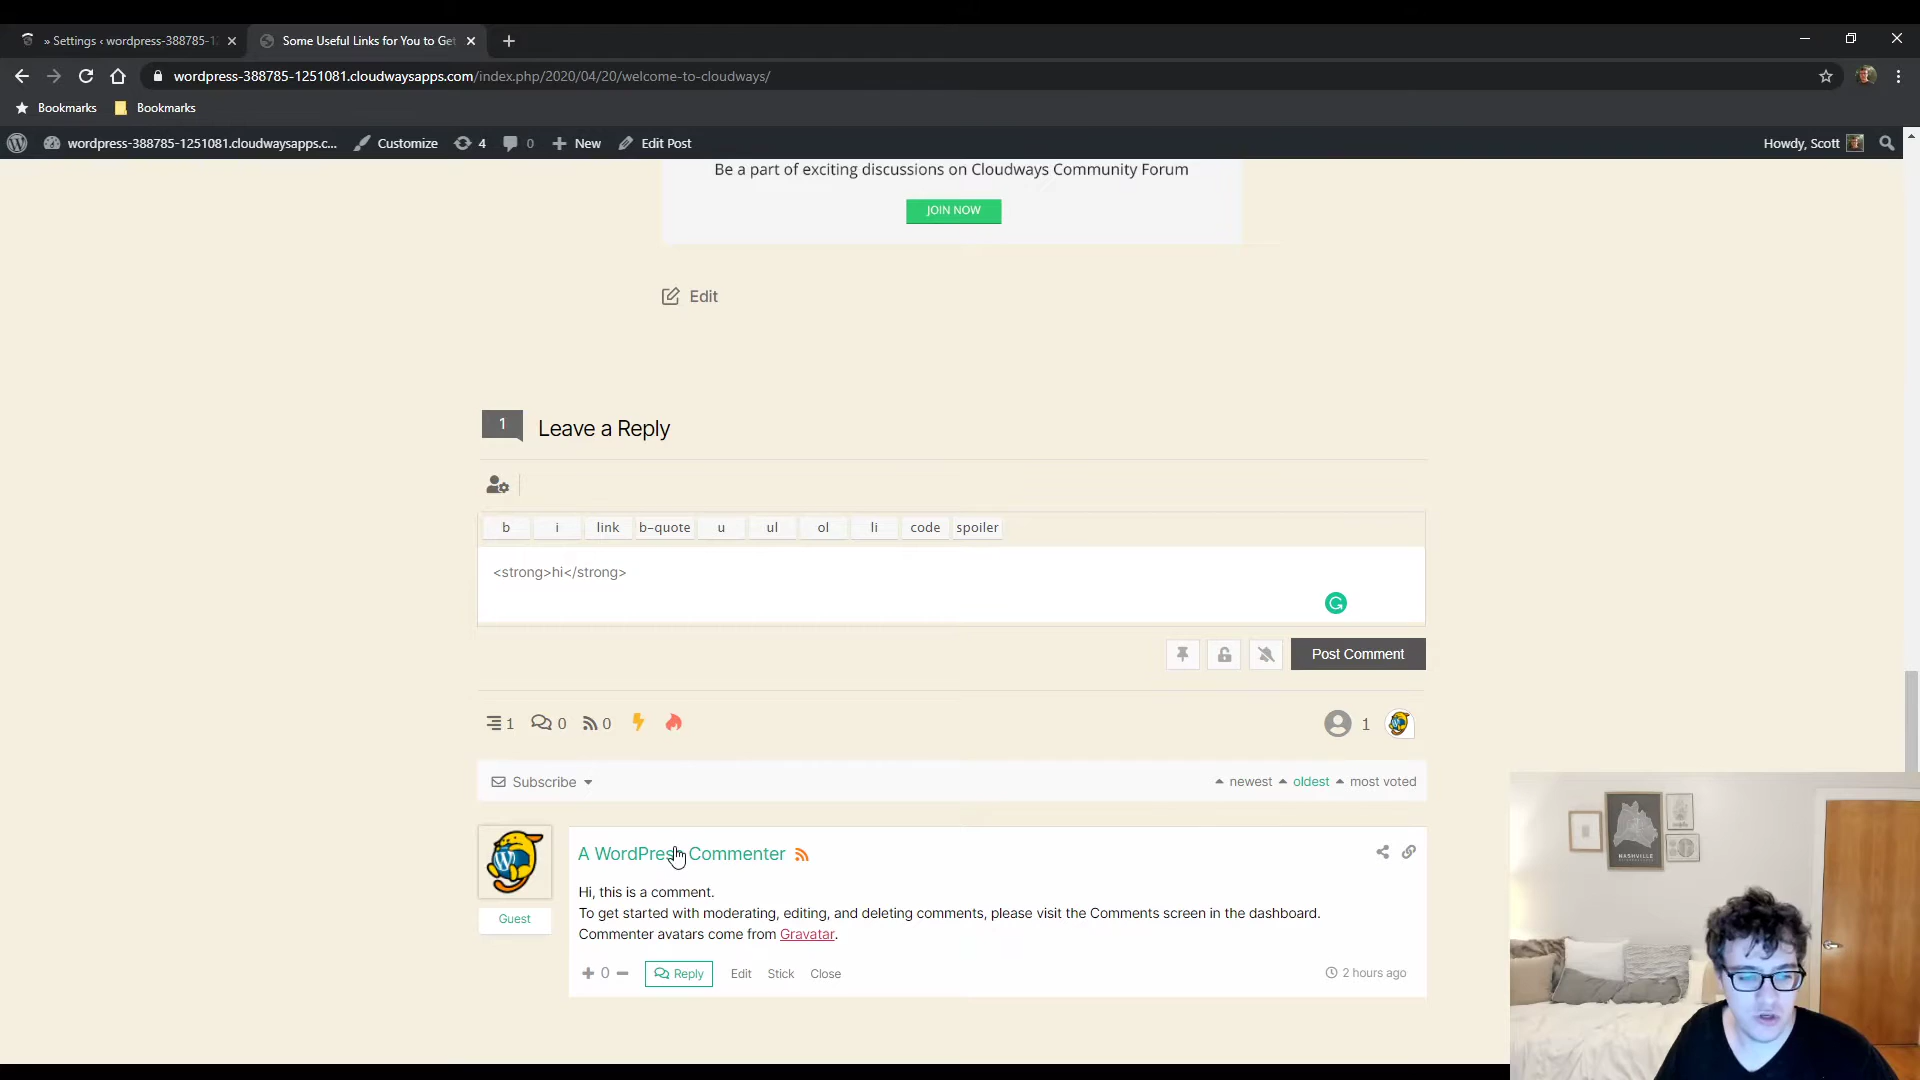 » Settings ‹ wordpress-388785-1
Some Useful Links for You to Get
wordpress-388785-1251081.cloudwaysapps.com/index.php/2020/04/20/welcome-to-cloudways/
Bookmarks
Bookmarks
wordpress-388785-1251081.cloudwaysapps.c...
Customize
4
0
New
Edit Post
Howdy, Scott
Be a part of exciting discussions on Cloudways Community Forum
JOIN NOW
Edit
1
Leave a Reply
b
i
link
b-quote
u
ul
ol
li
code
spoiler
<strong>hi</strong>
Post Comment
1
0
0
1
Subscribe
newest
oldest
most voted
A WordPress Commenter
Guest
Hi, this is a comment.
To get started with moderating, editing, and deleting comments, please visit the Comments screen in the dashboard.
Commenter avatars come from Gravatar.
0
Reply
Edit
Stick
Close
2 hours ago
NASHVILLE